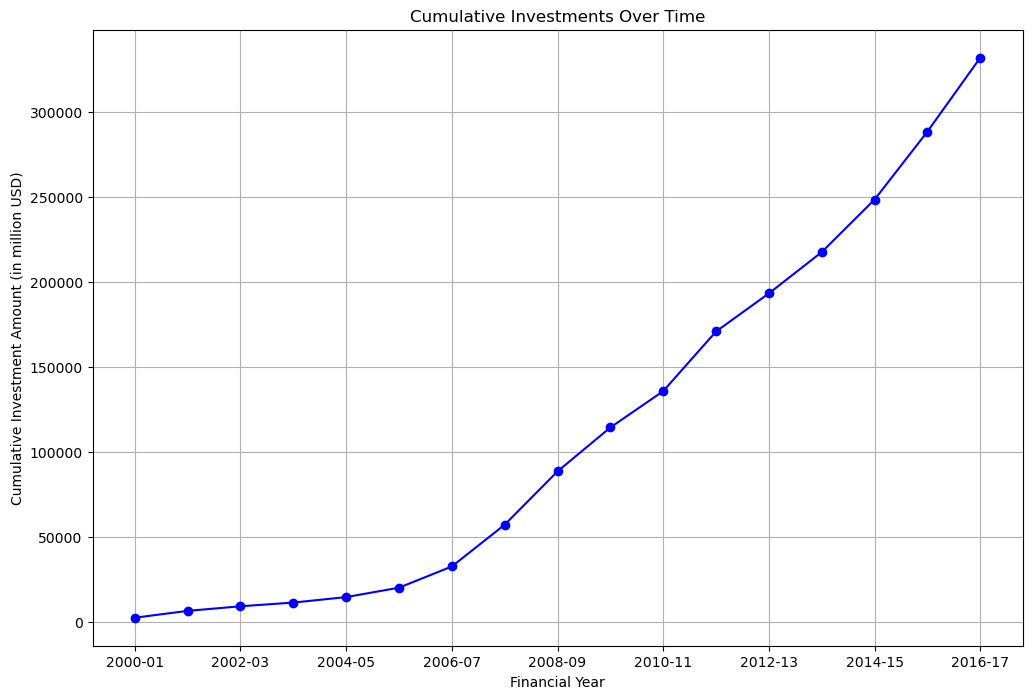 Cumulative Investments Over Time
Cumulative Investment Amount (in million USD)
300000
250000
200000
150000
100000
50000
0
2000-01 2002-03 2004-05 2006-07 2008-09 2010-11 2012-13 2014-15 2016-17
Financial Year